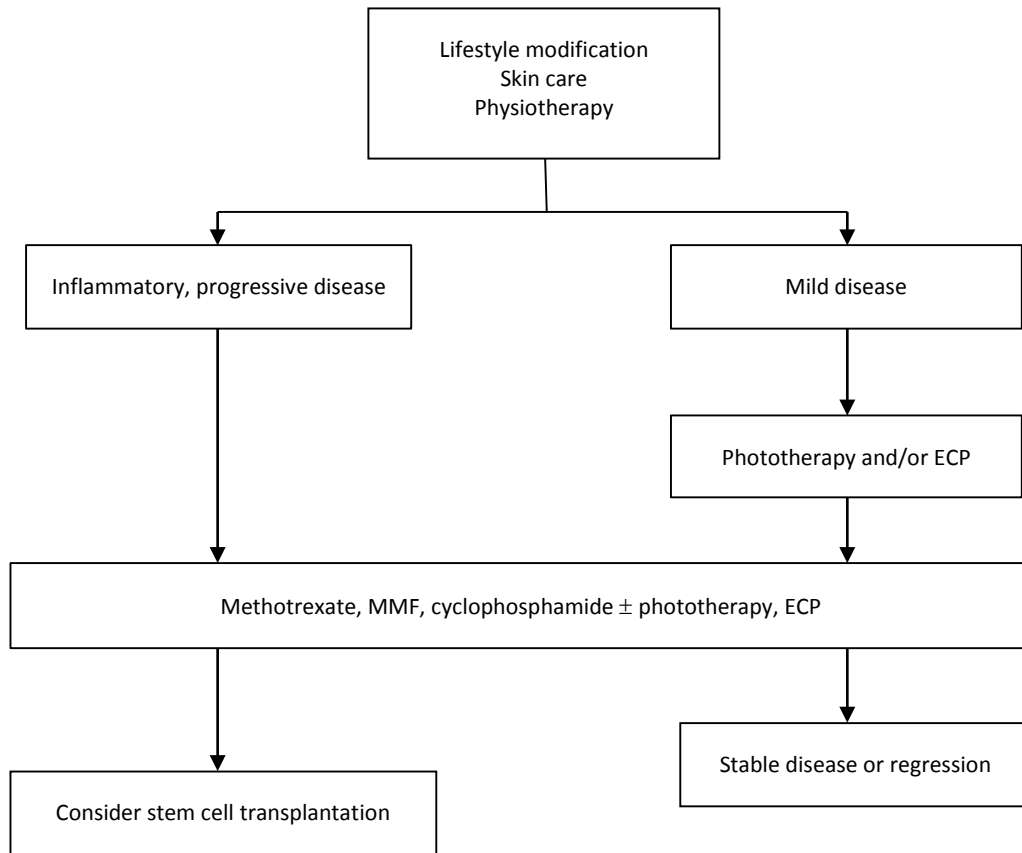 Lifestyle modification
Skin care
Physiotherapy
Inflammatory, progressive disease
Mild disease
Phototherapy and/or ECP
Methotrexate, MMF, cyclophosphamide ± phototherapy, ECP
Stable disease or regression
Consider stem cell transplantation